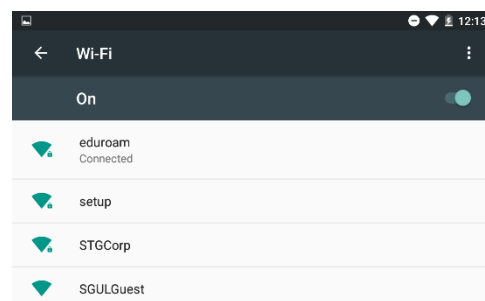 12:13
Wi-Fi
On
eduroam
Connected
setup
STGCorp
SGULGuest